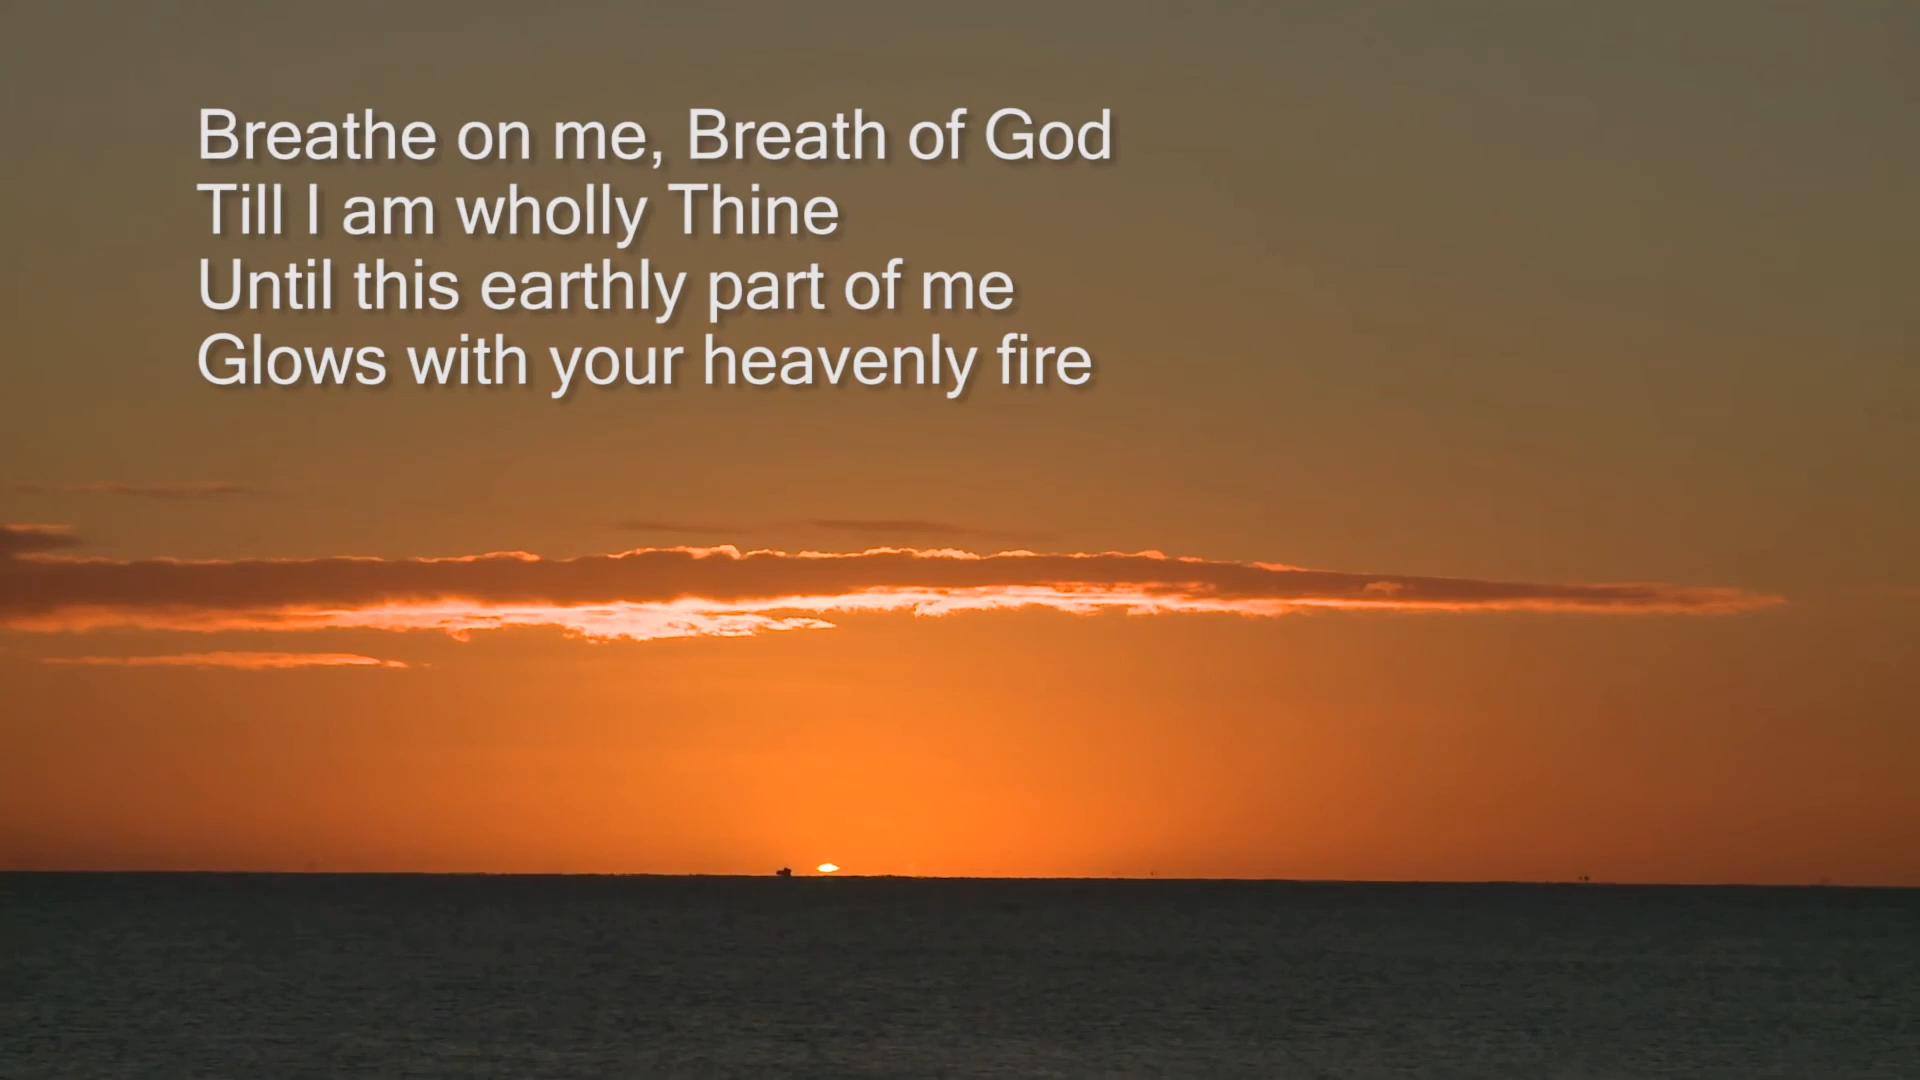 Breathe on me, Breath of God
Till I am wholly Thine
Until this earthly part of me
Glows with your heavenly fire